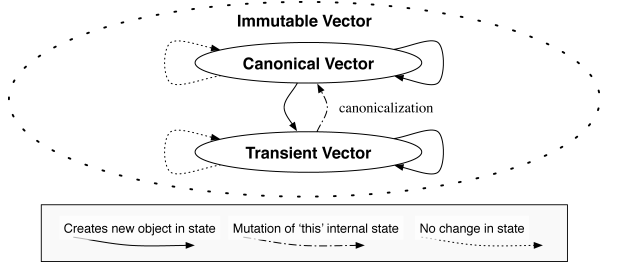 Immutable Vector
Canonical Vector
canonicalization
Transient Vector
Creates new object in state
Mutation of ‘this’ internal state
No change in state